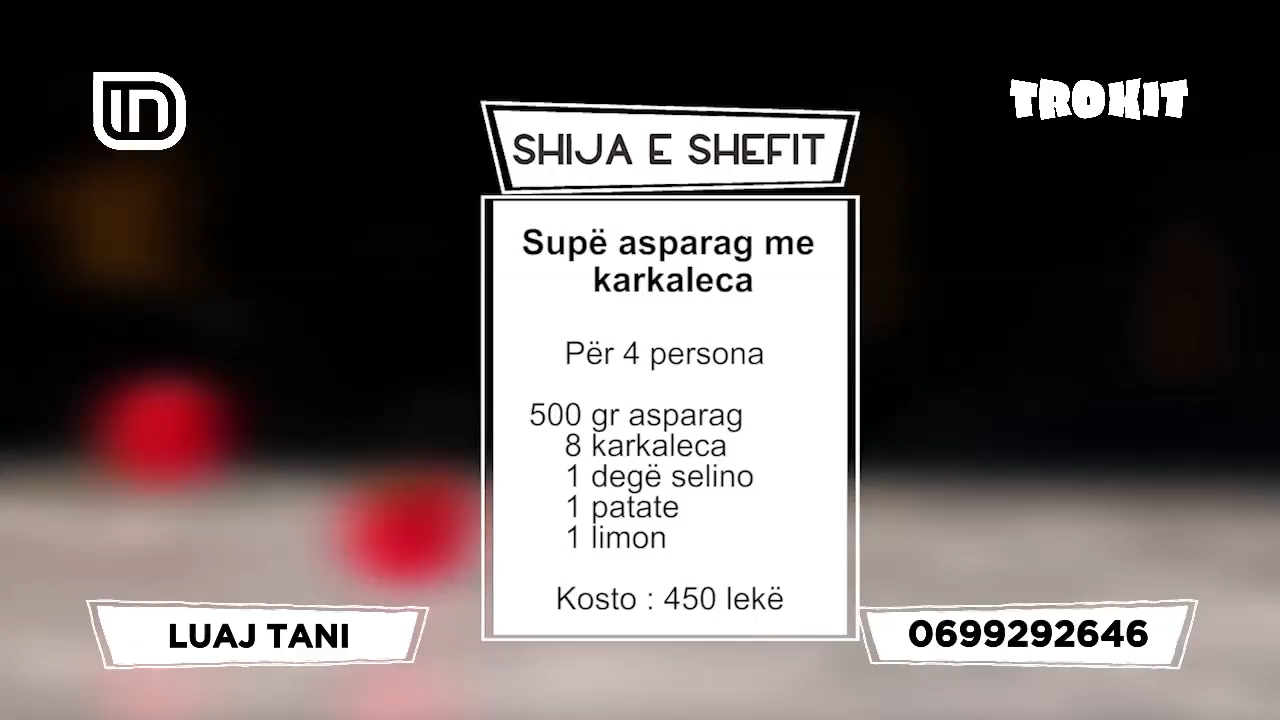 IN
TROKIT
SHIJA E SHEFIT
Supë asparag me
karkaleca
Për 4 persona
500 gr asparag
8 karkaleca
1 degë selino
1 patate
1 limon
Kosto : 450 lekë
LUAJ TANI
0699292646